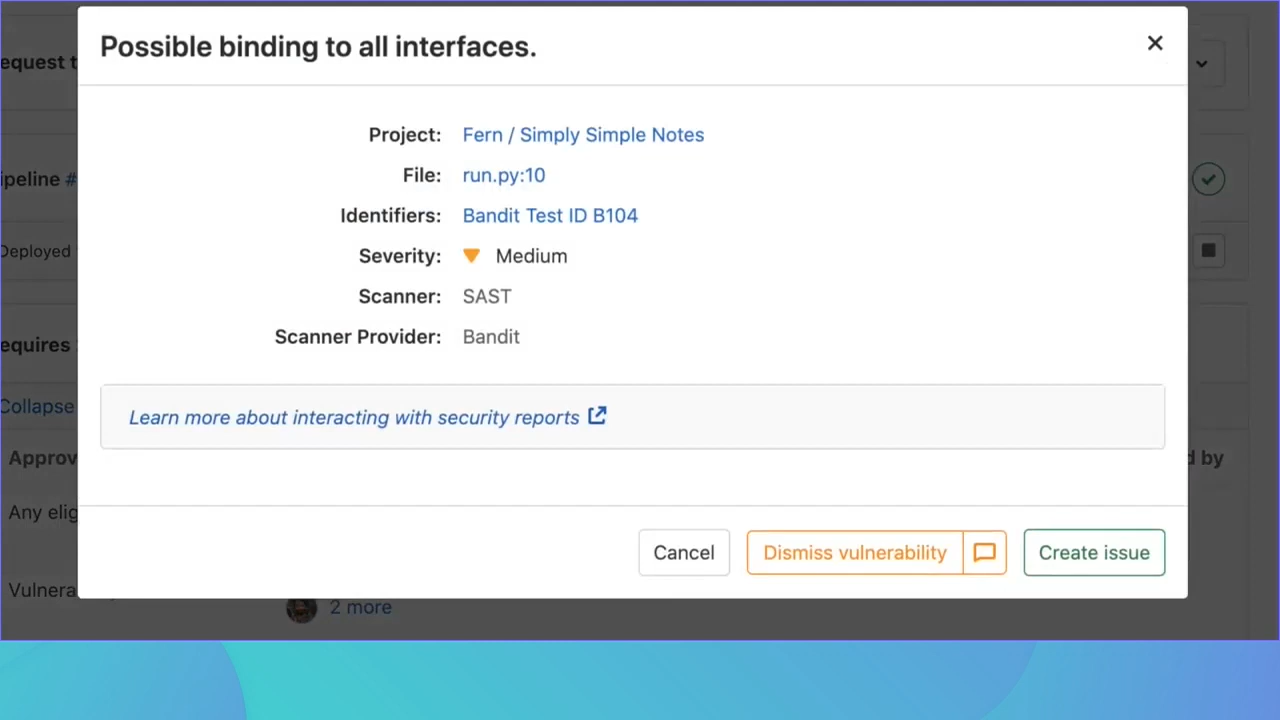 Possible binding to all interfaces.
equest t
Project: Fern / Simply Simple Notes
File: run.py:10
ipeline #
Identifiers: Bandit Test ID B104
Deployed
Severity: Medium
Scanner: SAST
Scanner Provider: Bandit
equires
Collapse
Learn more about interacting with security reports
Approv
d by
Any elig
Cancel
Dismiss vulnerability
Create issue
Vulnera
2 more